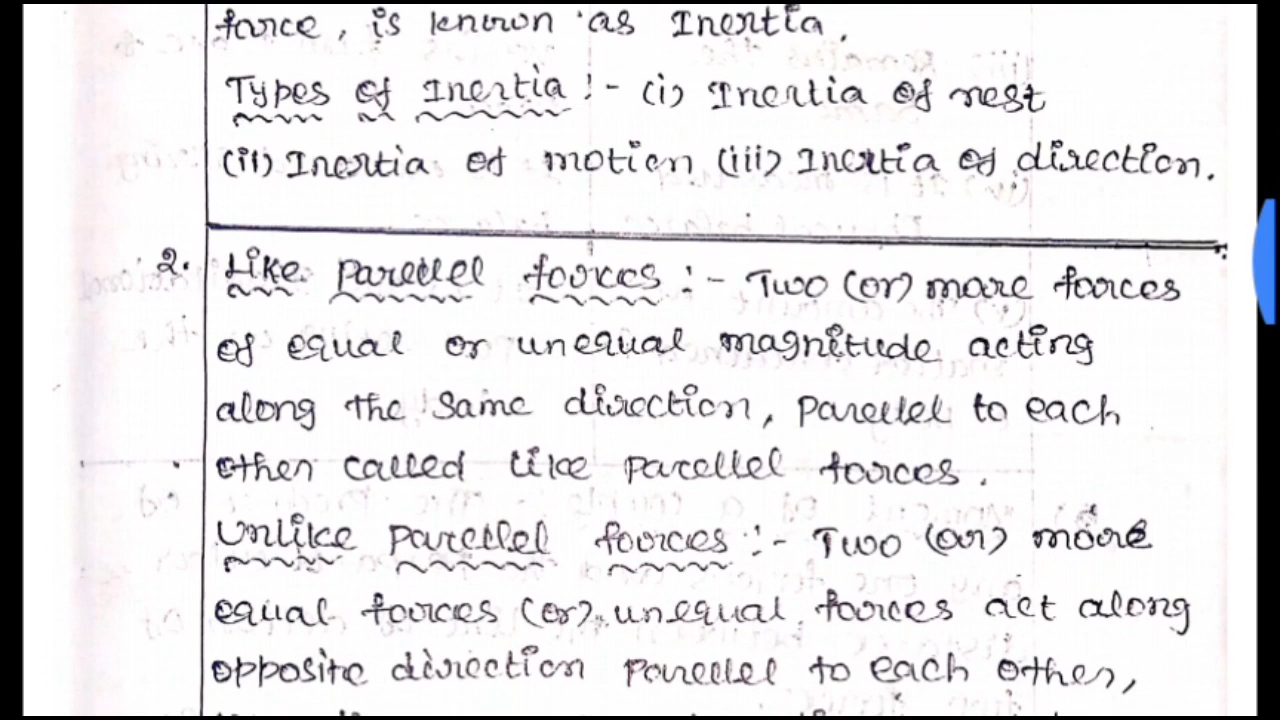 force, is known as Inertia.
Types of Inertia :- (i) Inertia of rest
(ii) Inertia of motion (iii) Inertia of direction.
2. Like parellel forces :- Two (or) more forces
of equal or unequal magnitude acting
along the same direction, parellel to each
other called like parellel forces.
Unlike parellel forces :- Two (or) more
equal forces (or) unequal forces act along
opposite direction parellel to each other,